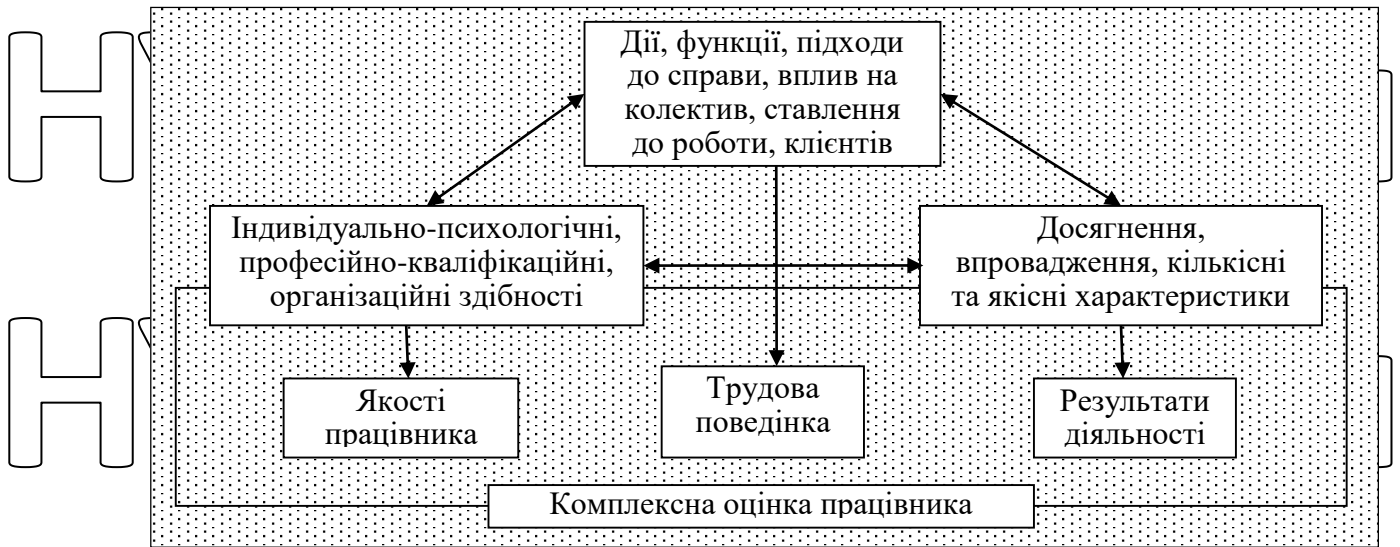 Дії, функції, підходи
до справи, вплив на
колектив, ставлення
до роботи, клієнтів
Індивідуально-психологічні,
професійно-кваліфікаційні,
організаційні здібності
Досягнення,
впровадження, кількісні
та якісні характеристики
Якості
працівника
Трудова
поведінка
Результати
діяльності
Комплексна оцінка працівника